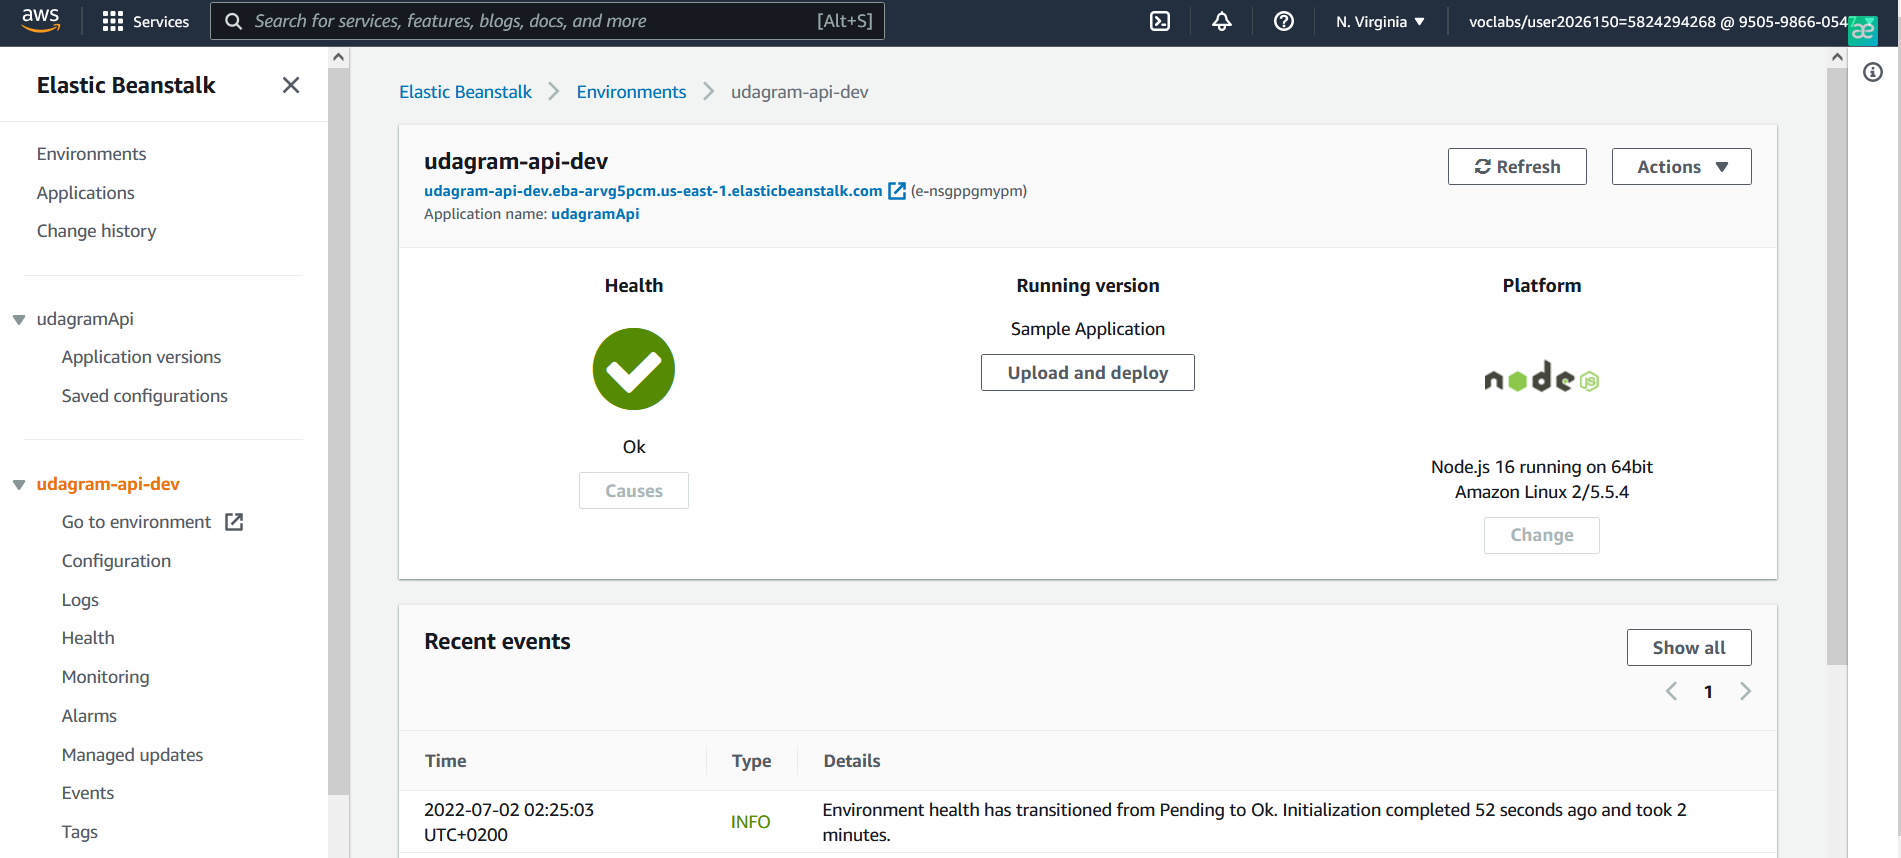 aws
Services
Search for services, features, blogs, docs, and more
[Alt+S]
N. Virginia
voclabs/user2026150=5824294268 @ 9505-9866-0547
æ
Elastic Beanstalk
Environments
Applications
Change history
udagramApi
Application versions
Saved configurations
udagram-api-dev
Go to environment
Configuration
Logs
Health
Monitoring
Alarms
Managed updates
Events
Tags
Elastic Beanstalk
Environments
udagram-api-dev
udagram-api-dev
udagram-api-dev.eba-arvg5pcm.us-east-1.elasticbeanstalk.com (e-nsgppgmypm)
Application name: udagramApi
Refresh
Actions
Health
Ok
Causes
Running version
Sample Application
Upload and deploy
Platform
node
JS
Node.js 16 running on 64bit
Amazon Linux 2/5.5.4
Change
Recent events
Show all
1
Time
Type
Details
2022-07-02 02:25:03
UTC+0200
INFO
Environment health has transitioned from Pending to Ok. Initialization completed 52 seconds ago and took 2
minutes.